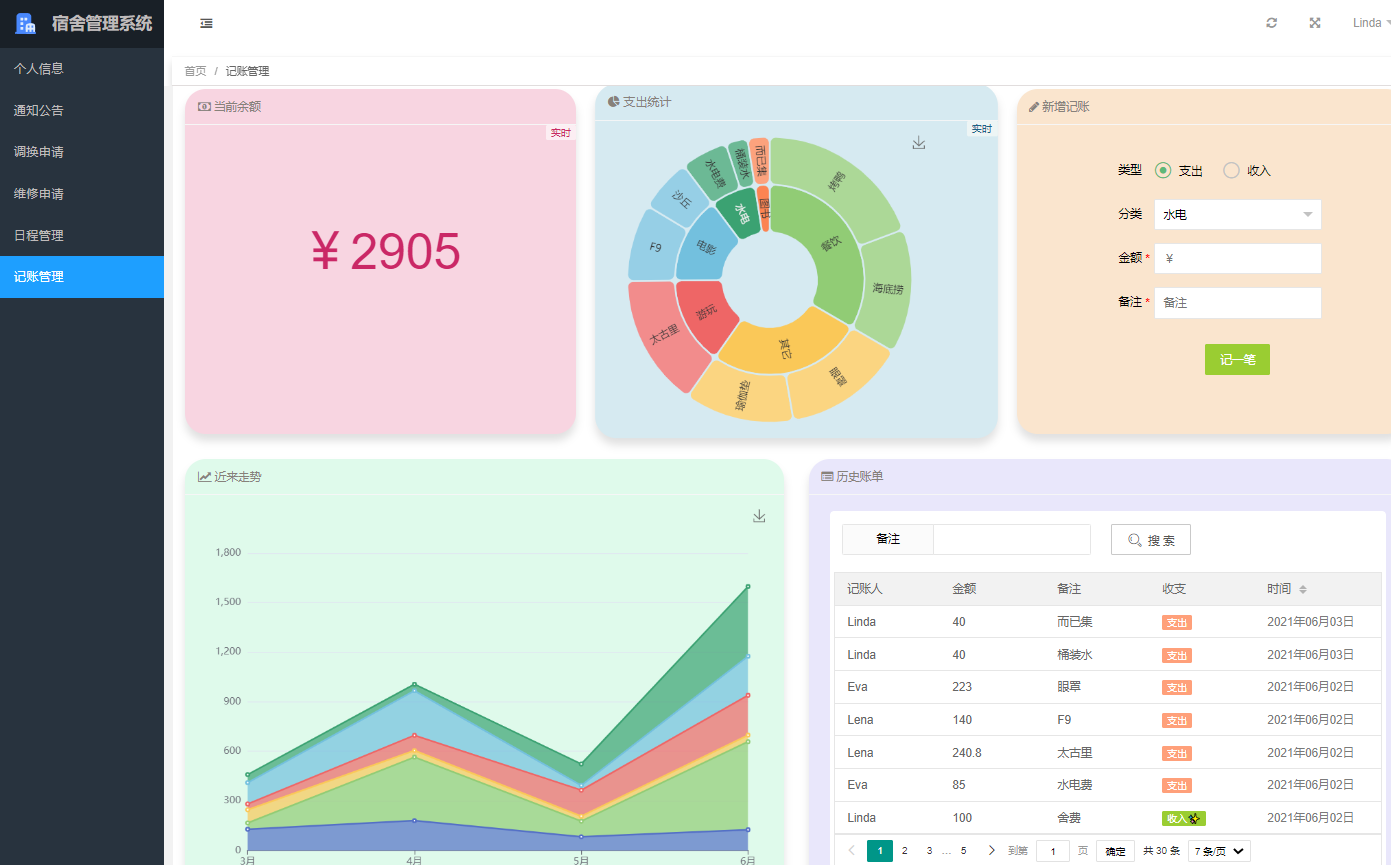 宿舍管理系统
Linda
个人信息
通知公告
调换申请
维修申请
日程管理
记账管理
首页 / 记账管理
当前余额
实时
¥ 2905
支出统计
实时
而已集
桶装水
水电费
沙丘
F9
太古里
瑜伽垫
眼罩
海底捞
烤鸭
图书
水电
电影
游玩
其它
餐饮
新增记账
类型 支出 收入
分类 水电
金额 * ¥
备注 * 备注
记一笔
近来走势
1,800
1,500
1,200
900
600
300
0
3月 4月 5月 6月
历史账单
备注 搜 索
记账人 金额 备注 收支 时间
Linda 40 而已集 支出 2021年06月03日
Linda 40 桶装水 支出 2021年06月03日
Eva 223 眼罩 支出 2021年06月02日
Lena 140 F9 支出 2021年06月02日
Lena 240.8 太古里 支出 2021年06月02日
Eva 85 水电费 支出 2021年06月02日
Linda 100 舍费 收入 2021年06月02日
1 2 3 … 5 到第 1 页 确定 共 30 条 7 条/页